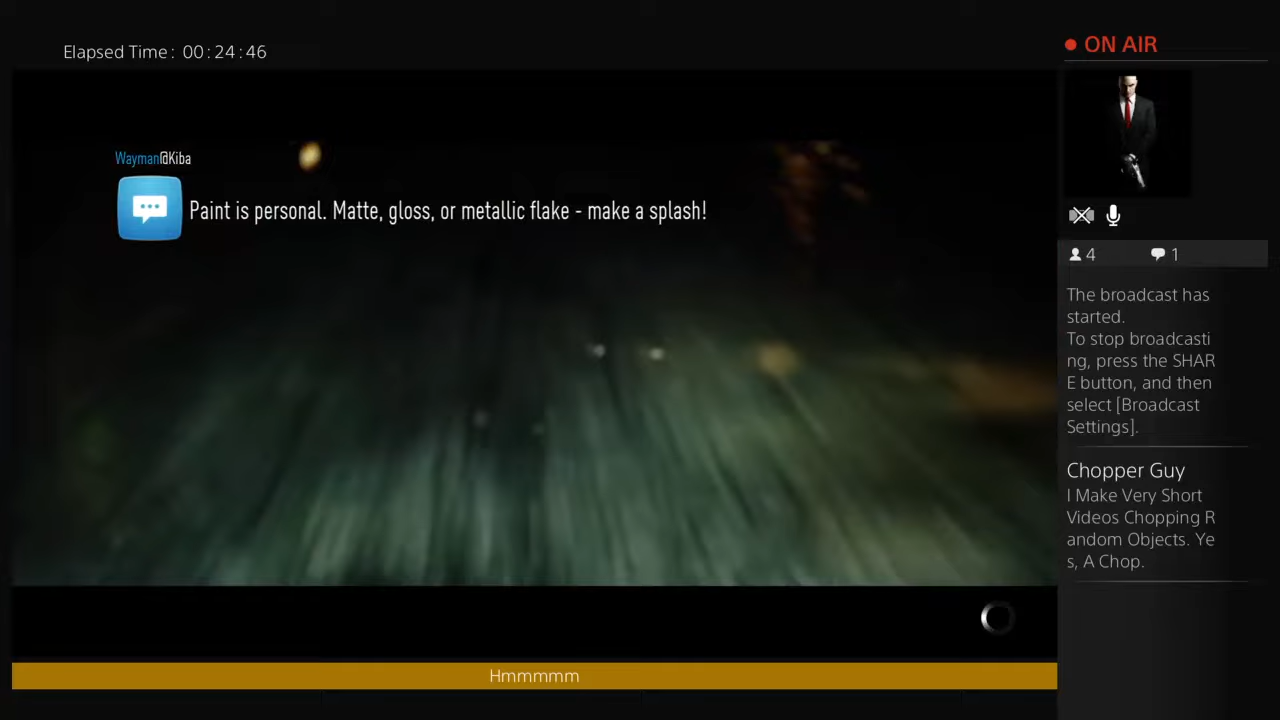 Elapsed Time: 00:24:46
ON AIR
Wayman@Kiba
Paint is personal. Matte, gloss, or metallic flake - make a splash!
4 1
The broadcast has
started.
To stop broadcasti
ng, press the SHAR
E button, and then
select [Broadcast
Settings].
Chopper Guy
I Make Very Short
Videos Chopping R
andom Objects. Ye
s, A Chop.
Hmmmmm